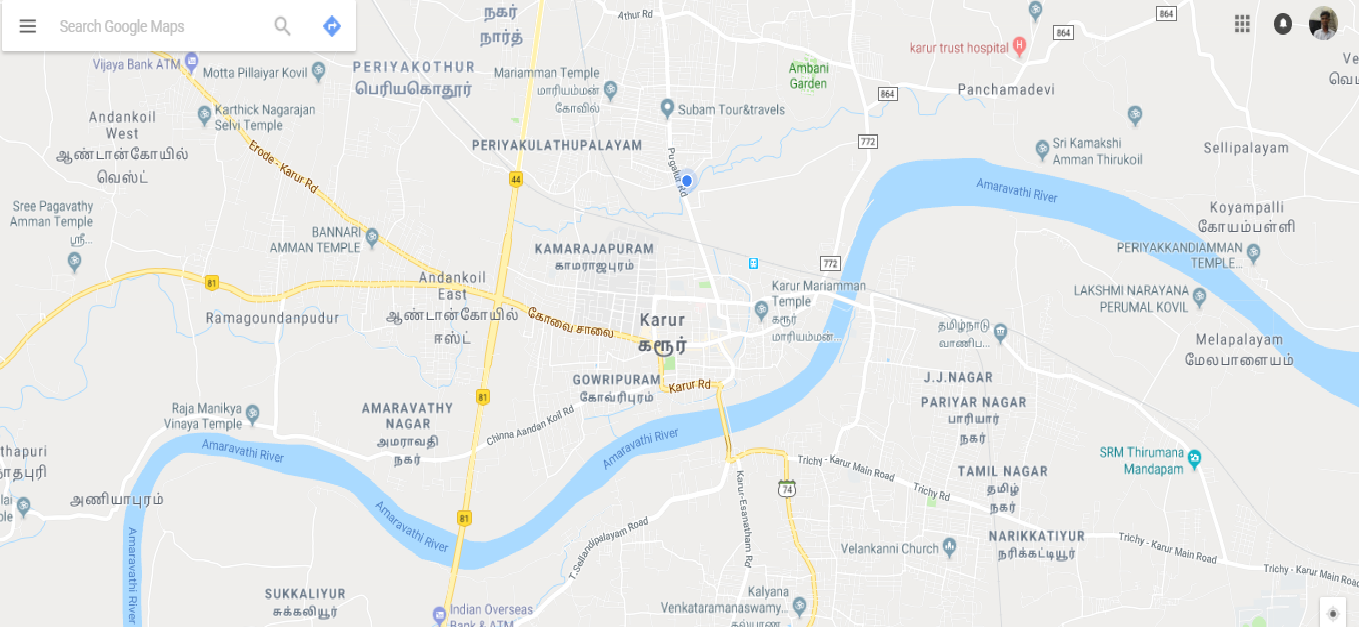 Search Google Maps
நகர்
நார்த்
Athur Rd
864
864
karur trust hospital
H
Vijaya Bank ATM
Motta Pillaiyar Kovil
PERIYAKOTHUR
பெரியகொதூர்
Mariamman Temple
மாரியம்மன்
கோவில்
Ambani
Garden
864
Panchamadevi
Karthick Nagarajan
Selvi Temple
Subam Tour&travels
Andankoil
West
ஆண்டான்கோயில்
வெஸ்ட்
PERIYAKULATHUPALAYAM
772
Sri Kamakshi
Amman Thirukoil
Sellipalayam
Erode - Karur Rd
44
Pugalur Rd
Amaravathi River
Sree Pagavathy
Amman Temple
ஸ்ரீ...
BANNARI
AMMAN TEMPLE
KAMARAJAPURAM
காமராஜபுரம்
Koyampalli
கோயம்பள்ளி
PERIYAKKANDIAMMAN
TEMPLE...
772
81
Andankoil
East
ஆண்டான்கோயில்
ஈஸ்ட்
Karur Mariamman
Temple
கரூர்
மாரியம்மன்...
LAKSHMI NARAYANA
PERUMAL KOVIL
Ramagoundanpudur
கோவை சாலை
Karur
கரூர்
தமிழ்நாடு
வாணிப...
Melapalayam
மேலபாளையம்
GOWRIPURAM
கோவ்ரிபுரம்
Karur Rd
J.J.NAGAR
81
PARIYAR NAGAR
பாரியார்
நகர்
Raja Manikya
Vinaya Temple
AMARAVATHY
NAGAR
அமராவதி
நகர்
Chinna Aandan Koil Rd
Amaravathi River
Amaravathi River
SRM Thirumana
Mandapam
thapuri
Trichy - Karur Main Road
TAMIL NAGAR
தமிழ்
நகர்
74
Karur-Esanatham Rd
Trichy Rd
அணியாபுரம்
Amaravathi River
81
Amaravathi River
T.Sellandipalayam Road
Velankanni Church
NARIKKATIYUR
நரிக்கட்டியூர்
Trichy - Karur Main Road
Trichy - Karur Main Road
SUKKALIYUR
சுக்கலியூர்
Indian Overseas
Bank & ATM
Kalyana
Venkataramanaswamy...